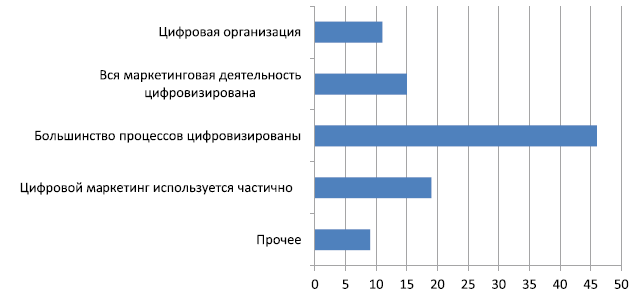 Цифровая организация
Вся маркетинговая деятельность
цифровизирована
Большинство процессов цифровизированы
Цифровой маркетинг используется частично
Прочее
0 5 10 15 20 25 30 35 40 45 50